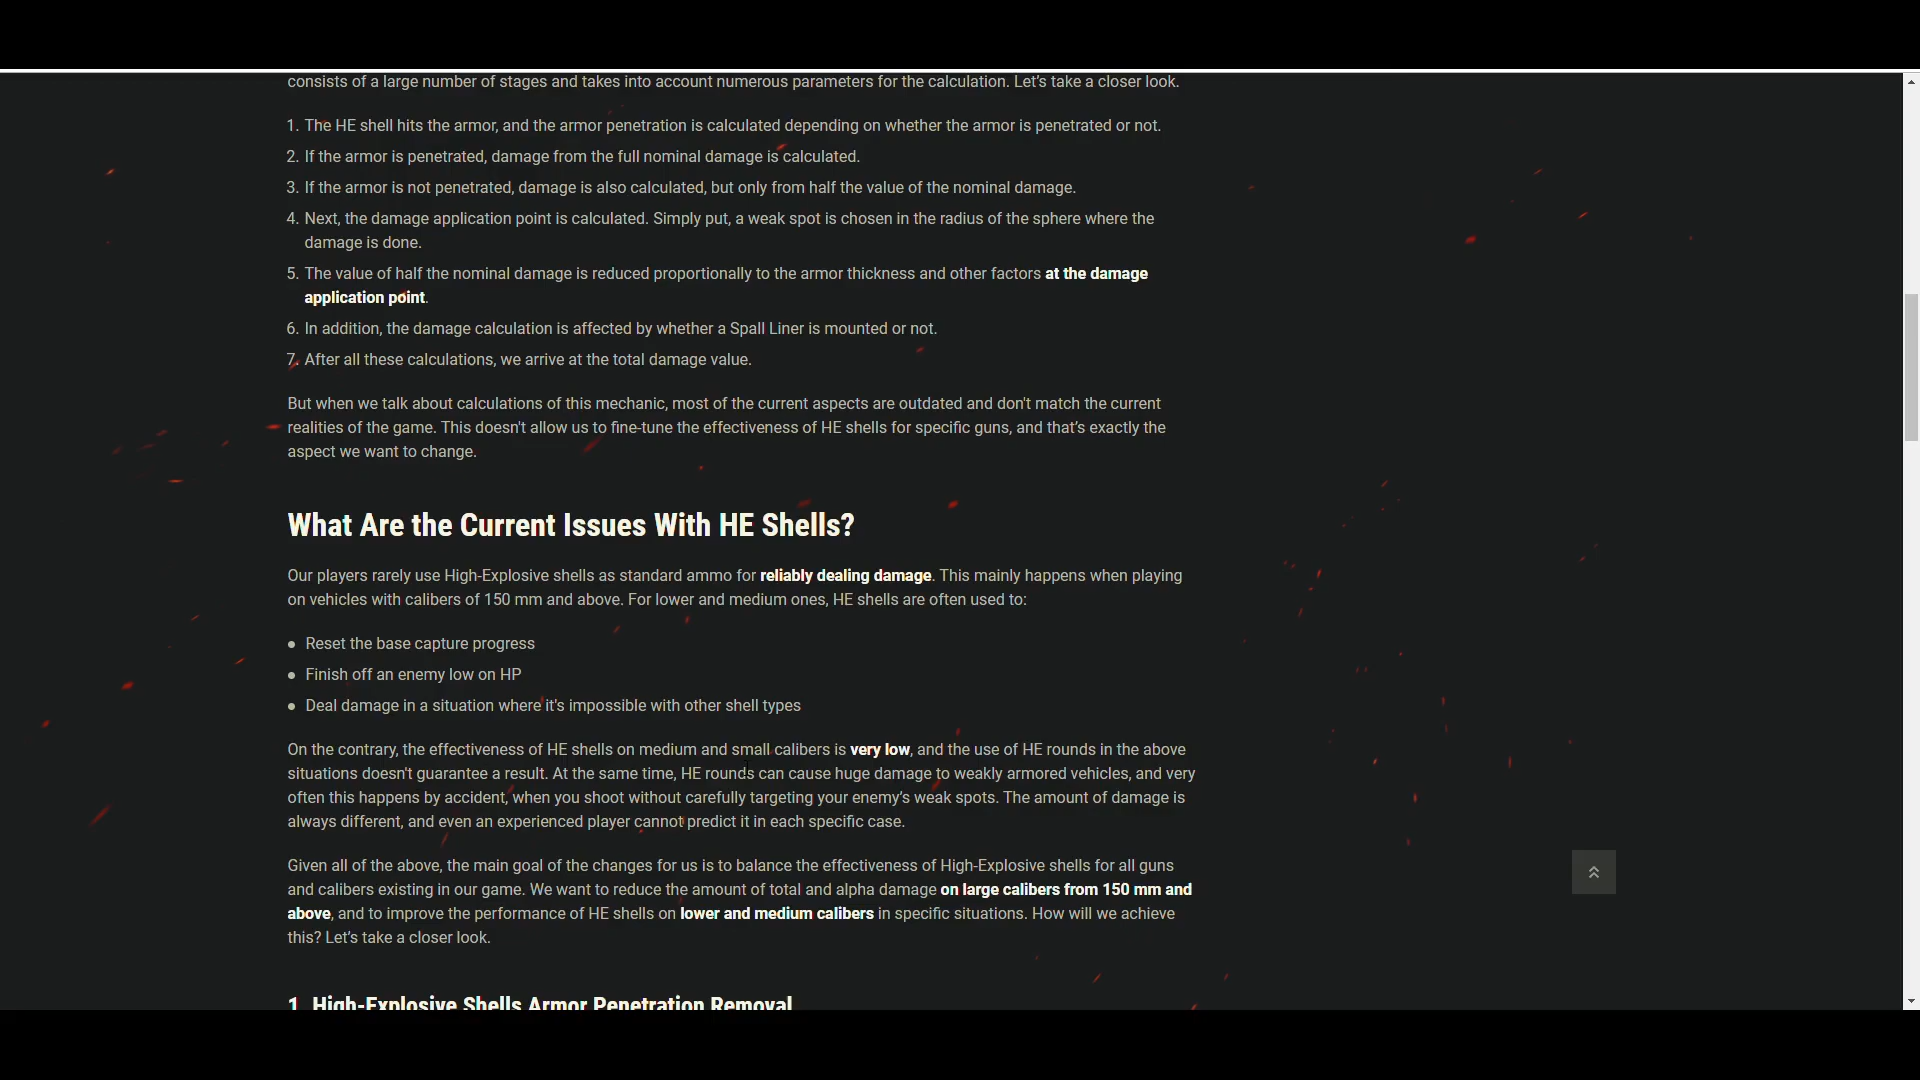 consists of a large number of stages and takes into account numerous parameters for the calculation. Let's take a closer look.
1. The HE shell hits the armor, and the armor penetration is calculated depending on whether the armor is penetrated or not.
2. If the armor is penetrated, damage from the full nominal damage is calculated.
3. If the armor is not penetrated, damage is also calculated, but only from half the value of the nominal damage.
4. Next, the damage application point is calculated. Simply put, a weak spot is chosen in the radius of the sphere where the
damage is done.
5. The value of half the nominal damage is reduced proportionally to the armor thickness and other factors at the damage
application point.
6. In addition, the damage calculation is affected by whether a Spall Liner is mounted or not.
7. After all these calculations, we arrive at the total damage value.
But when we talk about calculations of this mechanic, most of the current aspects are outdated and don't match the current
realities of the game. This doesn't allow us to fine-tune the effectiveness of HE shells for specific guns, and that's exactly the
aspect we want to change.
What Are the Current Issues With HE Shells?
Our players rarely use High-Explosive shells as standard ammo for reliably dealing damage. This mainly happens when playing
on vehicles with calibers of 150 mm and above. For lower and medium ones, HE shells are often used to:
• Reset the base capture progress
• Finish off an enemy low on HP
• Deal damage in a situation where it's impossible with other shell types
On the contrary, the effectiveness of HE shells on medium and small calibers is very low, and the use of HE rounds in the above
situations doesn't guarantee a result. At the same time, HE rounds can cause huge damage to weakly armored vehicles, and very
often this happens by accident, when you shoot without carefully targeting your enemy's weak spots. The amount of damage is
always different, and even an experienced player cannot predict it in each specific case.
Given all of the above, the main goal of the changes for us is to balance the effectiveness of High-Explosive shells for all guns
and calibers existing in our game. We want to reduce the amount of total and alpha damage on large calibers from 150 mm and
above, and to improve the performance of HE shells on lower and medium calibers in specific situations. How will we achieve
this? Let's take a closer look.
1. High-Explosive Shells Armor Penetration Removal